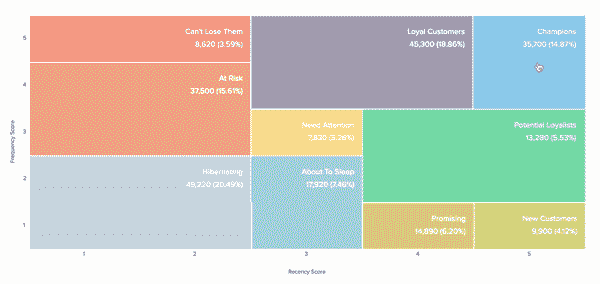 Can't Lose Them
8,620 (3.59%)
Loyal Customers
45,300 (18.86%)
Champions
35,700 (14.87%)
At Risk
37,500 (15.61%)
Need Attention
7,820 (3.26%)
Potential Loyalists
13,280 (5.53%)
Hibernating
49,220 (20.49%)
About To Sleep
17,920 (7.46%)
Promising
14,890 (6.20%)
New Customers
9,900 (4.12%)
5
4
3
2
1
Frequency Score
1 2 3 4 5
Recency Score